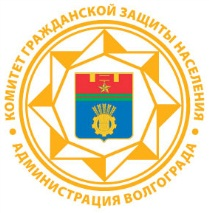 КОМИТЕТ ГРАЖДАНСКОЙ ЗАЩИТЫ НАСЕЛЕНИЯ
АДМИНИСТРАЦИЯ ВОЛГОГРАДА